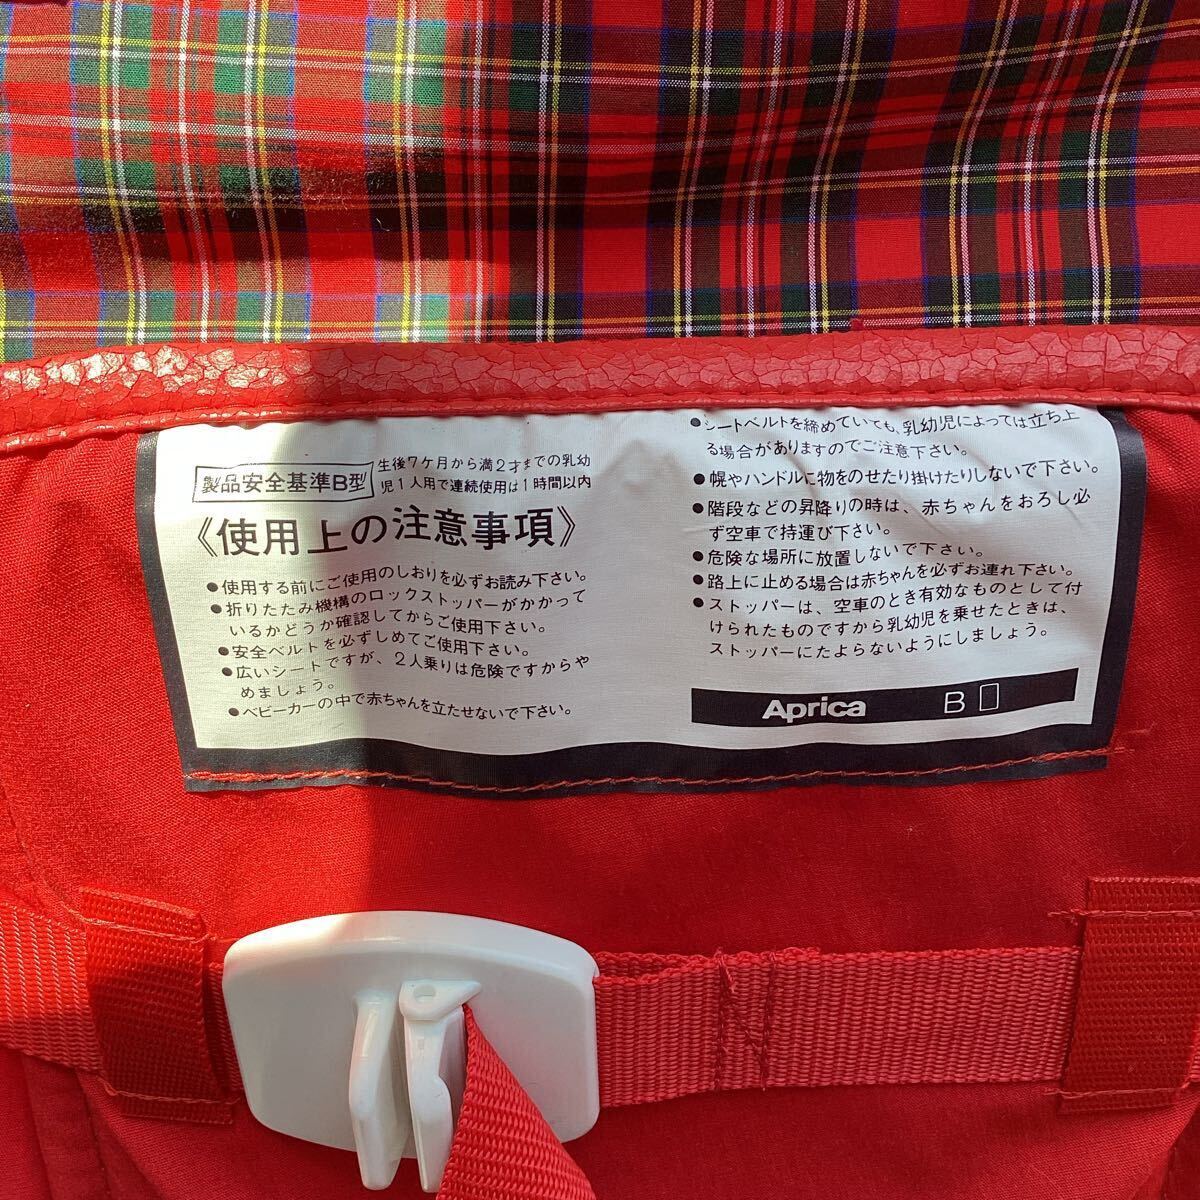 製品安全基準B型
生後7ケ月から満2才までの乳幼
児1人用で連続使用は1時間以内
《使用上の注意事項》
●使用する前にご使用のしおりを必ずお読み下さい。
●折りたたみ機構のロックストッパーがかかって
いるかどうか確認してからご使用下さい。
●安全ベルトを必ずしめてご使用下さい。
●広いシートですが、2人乗りは危険ですからや
めましょう。
●ベビーカーの中で赤ちゃんを立たせないで下さい。
●シートベルトを締めていても、乳幼児によっては立ち上
る場合がありますのでご注意下さい。
●幌やハンドルに物をのせたり掛けたりしないで下さい。
●階段などの昇降りの時は、赤ちゃんをおろし必
ず空車で持運び下さい。
●危険な場所に放置しないで下さい。
●路上に止める場合は赤ちゃんを必ずお連れ下さい。
●ストッパーは、空車のとき有効なものとして付
けられたものですから乳幼児を乗せたときは、
ストッパーにたよらないようにしましょう。
Aprica B